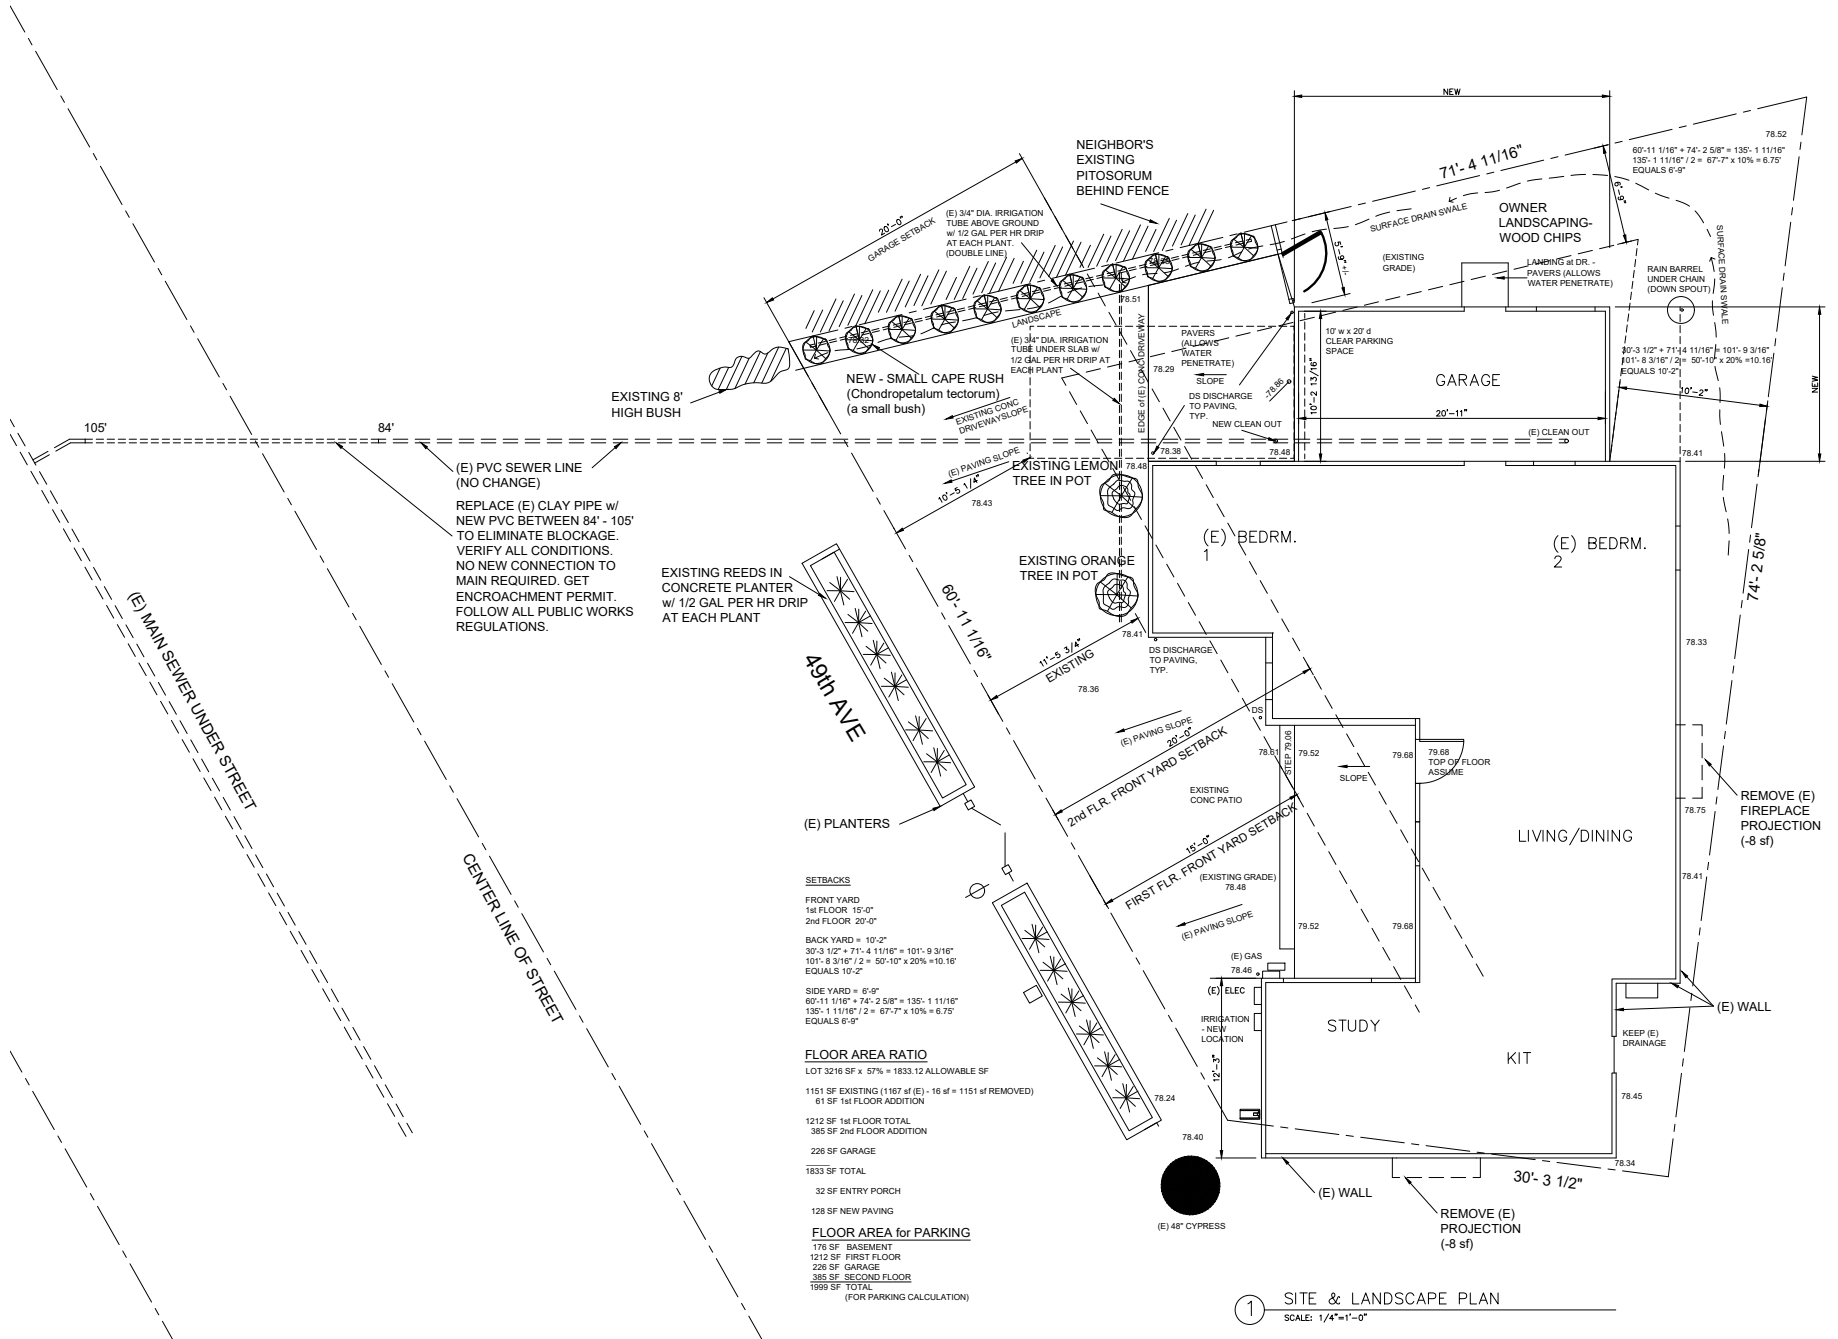 NEW
78.52
60'-11 1/16" + 74'- 2 5/8" = 135'- 1 11/16"
135'- 1 11/16" / 2 = 67'-7" x 10% = 6.75'
EQUALS 6'-9"
71'- 4 11/16"
6'-9"
NEIGHBOR'S
EXISTING
PITOSORUM
BEHIND FENCE
20'-0"
GARAGE SETBACK
(E) 3/4" DIA. IRRIGATION
TUBE ABOVE GROUND
w/ 1/2 GAL PER HR DRIP
AT EACH PLANT.
(DOUBLE LINE)
SURFACE DRAIN SWALE
OWNER
LANDSCAPING-
WOOD CHIPS
SURFACE DRAIN SWALE
5'-9"+/-
(EXISTING
GRADE)
LANDING at DR. -
PAVERS (ALLOWS
WATER PENETRATE)
RAIN BARREL
UNDER CHAIN
(DOWN SPOUT)
78.51
LANDSCAPE
(E) 3/4" DIA. IRRIGATION
TUBE UNDER SLAB w/
1/2 GAL PER HR DRIP AT
EACH PLANT
EDGE of (E) CONC DRIVEWAY
PAVERS
(ALLOWS
WATER
PENETRATE)
78.29
SLOPE
78.86
DS DISCHARGE
TO PAVING,
TYP.
NEW CLEAN OUT
10' w x 20' d
CLEAR PARKING
SPACE
10'-2 13/16"
GARAGE
20'-11"
(E) CLEAN OUT
30'-3 1/2" + 71'-4 11/16" = 101'- 9 3/16"
101'- 8 3/16" / 2 = 50'-10" x 20% =10.16'
EQUALS 10'-2"
10'-2"
NEW
78.41
EXISTING 8'
HIGH BUSH
NEW - SMALL CAPE RUSH
(Chondropetalum tectorum)
(a small bush)
EXISTING CONC
DRIVEWAYSLOPE
105'
84'
(E) PVC SEWER LINE
(NO CHANGE)
REPLACE (E) CLAY PIPE w/
NEW PVC BETWEEN 84' - 105'
TO ELIMINATE BLOCKAGE.
VERIFY ALL CONDITIONS.
NO NEW CONNECTION TO
MAIN REQUIRED. GET
ENCROACHMENT PERMIT.
FOLLOW ALL PUBLIC WORKS
REGULATIONS.
(E) PAVING SLOPE
10'-5 1/4"
78.43
EXISTING LEMON
TREE IN POT
78.48
78.38
78.48
(E) BEDRM.
1
(E) BEDRM.
2
74'- 2 5/8"
EXISTING ORANGE
TREE IN POT
EXISTING REEDS IN
CONCRETE PLANTER
w/ 1/2 GAL PER HR DRIP
AT EACH PLANT
60'- 11 1/16"
78.41
11'-5 3/4"
EXISTING
DS DISCHARGE
TO PAVING,
TYP.
78.33
78.36
(E) MAIN SEWER UNDER STREET
49th AVE
DS
(E) PAVING SLOPE
20'-0"
2nd FLR. FRONT YARD SETBACK
78.61
STEP 79.06
79.52
79.68
SLOPE
79.68
TOP OF FLOOR
ASSUME
EXISTING
CONC PATIO
REMOVE (E)
FIREPLACE
PROJECTION
(-8 sf)
78.75
(E) PLANTERS
15'-0"
FIRST FLR. FRONT YARD SETBACK
LIVING/DINING
CENTER LINE OF STREET
(EXISTING GRADE)
78.48
78.41
(E) PAVING SLOPE
79.52
79.68
SETBACKS
FRONT YARD
1st FLOOR 15'-0"
2nd FLOOR 20'-0"
BACK YARD = 10'-2"
30'-3 1/2" + 71'- 4 11/16" = 101'- 9 3/16"
101'- 8 3/16" / 2 = 50'-10" x 20% =10.16'
EQUALS 10'-2"
SIDE YARD = 6'-9"
60'-11 1/16" + 74'- 2 5/8" = 135'- 1 11/16"
135'- 1 11/16" / 2 = 67'-7" x 10% = 6.75'
EQUALS 6'-9"
(E) GAS
78.46
(E) ELEC
IRRIGATION
- NEW
LOCATION
12'-3"
STUDY
KIT
(E) WALL
KEEP (E)
DRAINAGE
78.45
FLOOR AREA RATIO
LOT 3216 SF x 57% = 1833.12 ALLOWABLE SF
1151 SF EXISTING (1167 sf (E) - 16 sf = 1151 sf REMOVED)
61 SF 1st FLOOR ADDITION
1212 SF 1st FLOOR TOTAL
385 SF 2nd FLOOR ADDITION
226 SF GARAGE
1833 SF TOTAL
32 SF ENTRY PORCH
128 SF NEW PAVING
FLOOR AREA for PARKING
176 SF BASEMENT
1212 SF FIRST FLOOR
226 SF GARAGE
385 SF SECOND FLOOR
1999 SF TOTAL
(FOR PARKING CALCULATION)
78.24
78.40
78.34
(E) 48" CYPRESS
(E) WALL
30'- 3 1/2"
REMOVE (E)
PROJECTION
(-8 sf)
1
SITE & LANDSCAPE PLAN
SCALE: 1/4"=1'-0"